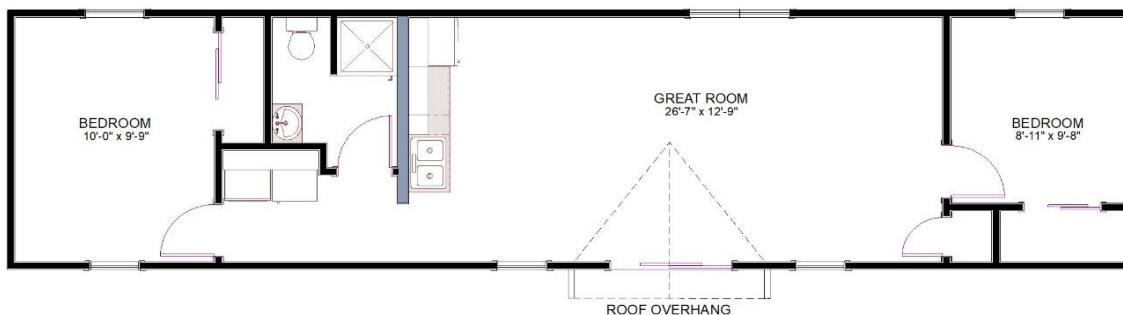 BEDROOM
10'-0" x 9'-9"
GREAT ROOM
26'-7" x 12'-9"
BEDROOM
8'-11" x 9'-8"
ROOF OVERHANG